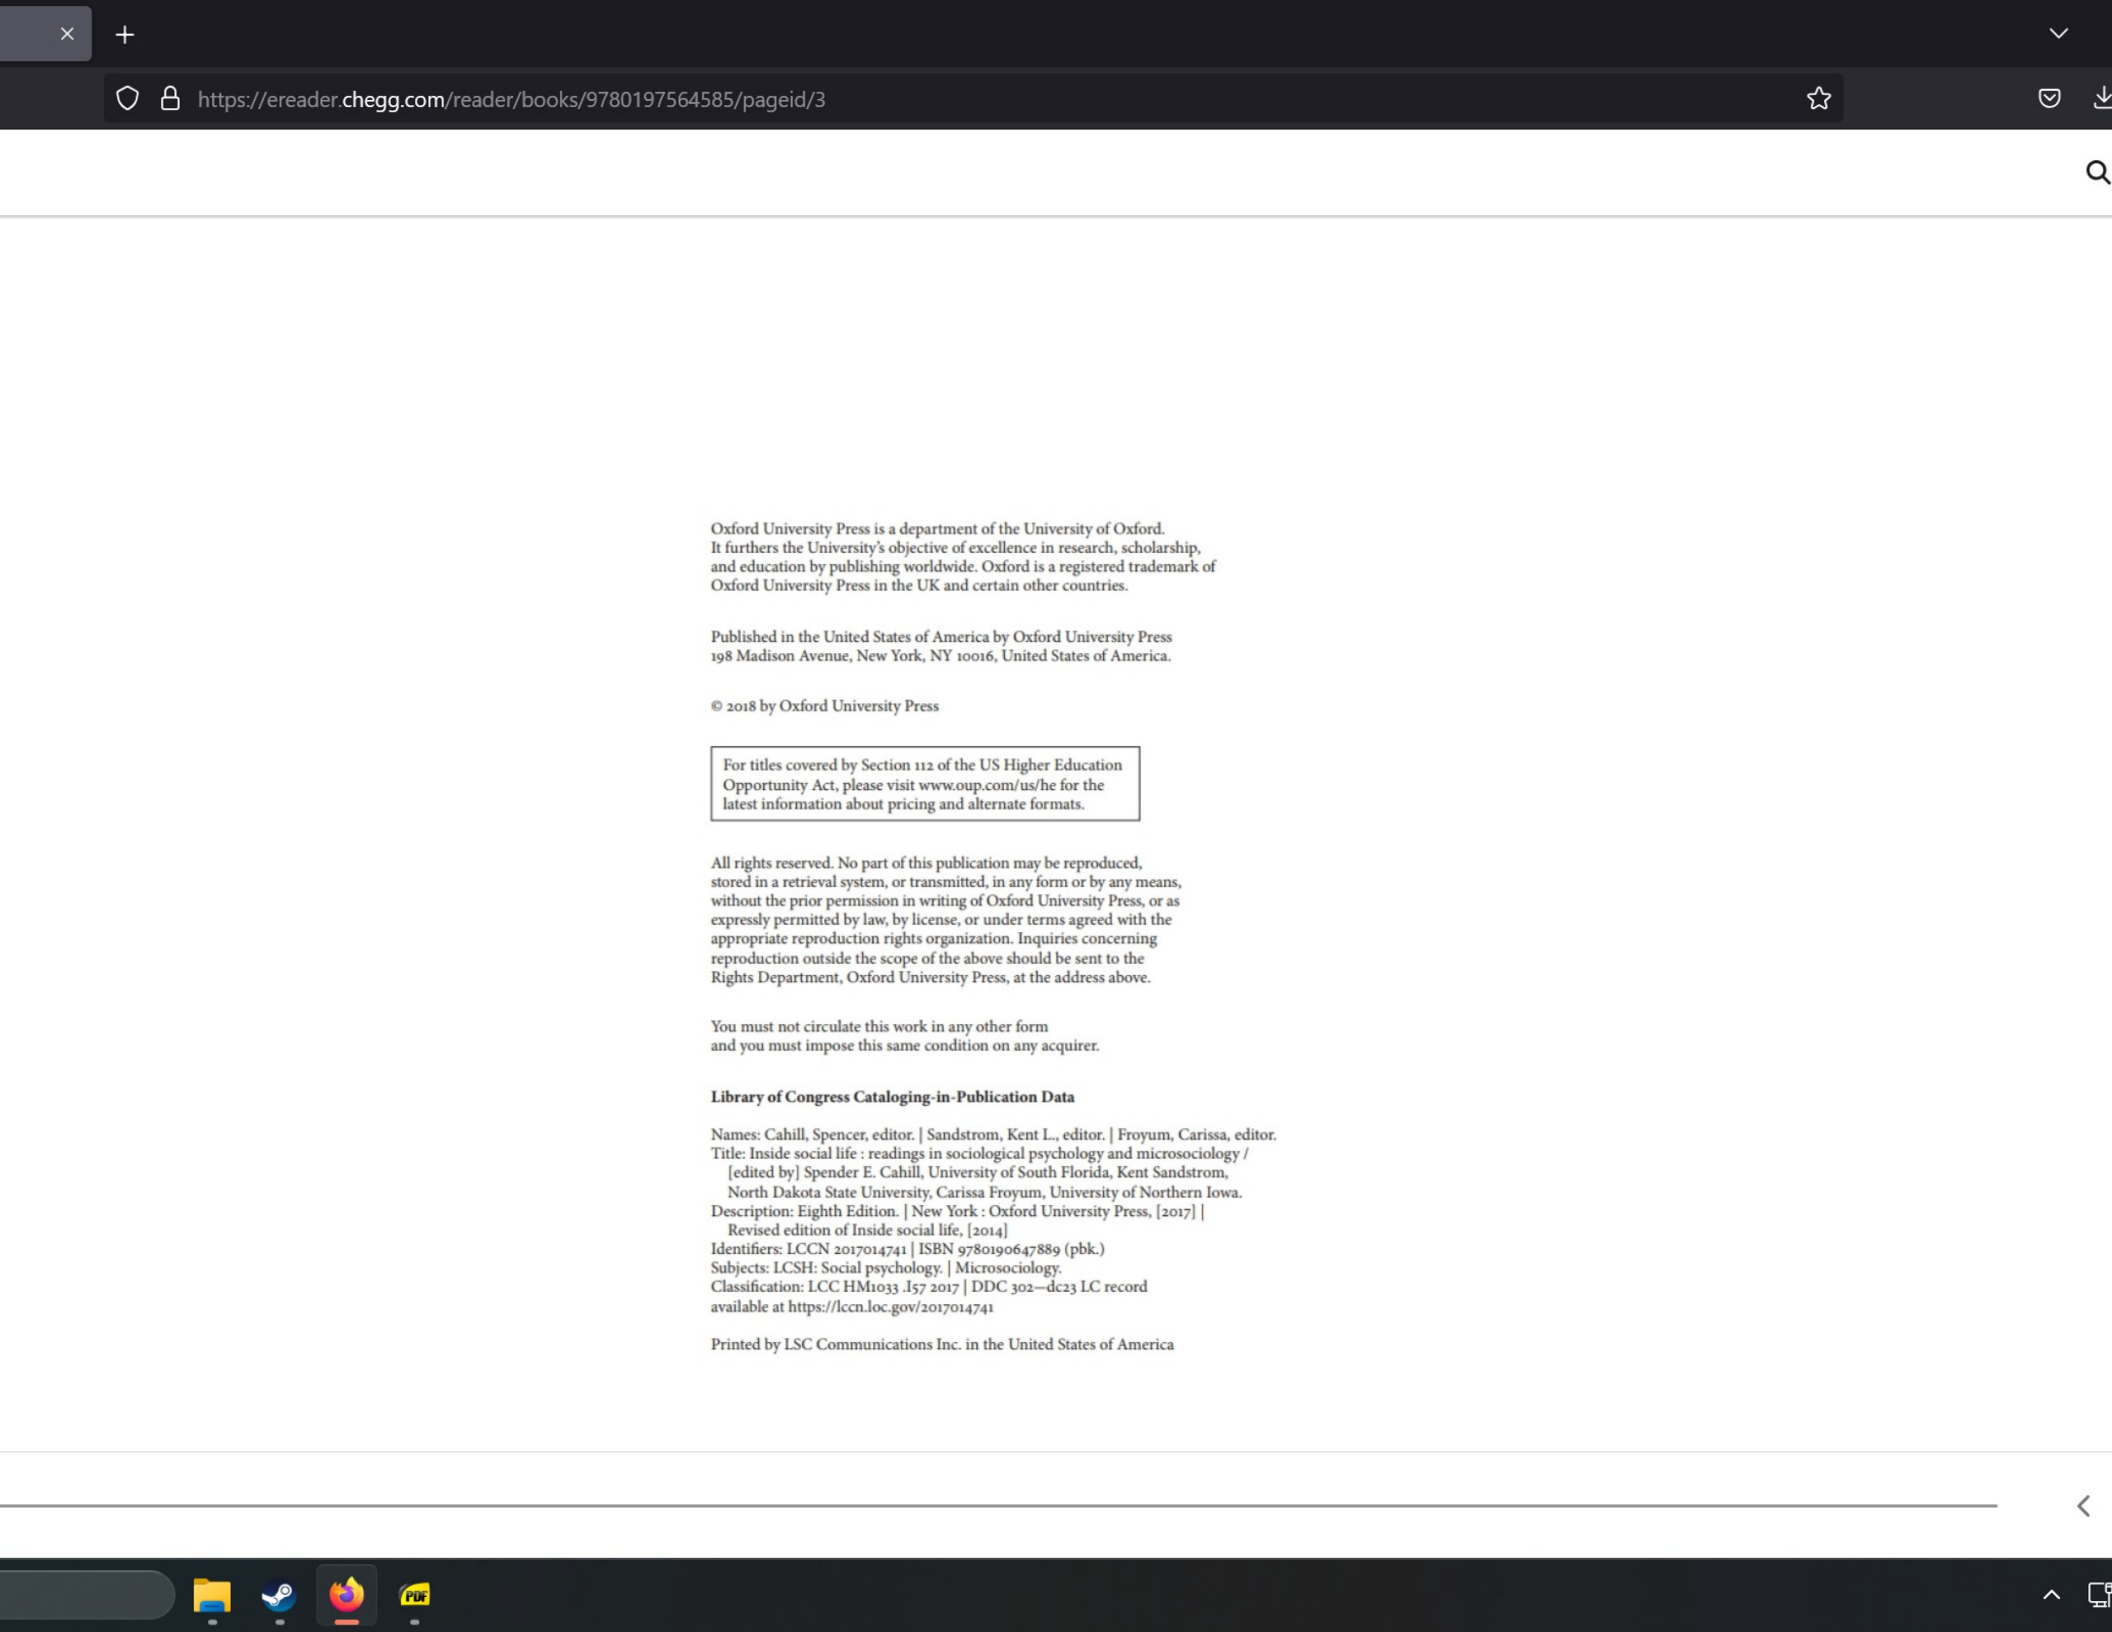 https://ereader.chegg.com/reader/books/9780197564585/pageid/3
Oxford University Press is a department of the University of Oxford.
It furthers the University’s objective of excellence in research, scholarship,
and education by publishing worldwide. Oxford is a registered trademark of
Oxford University Press in the UK and certain other countries.
Published in the United States of America by Oxford University Press
198 Madison Avenue, New York, NY 10016, United States of America.
© 2018 by Oxford University Press
For titles covered by Section 112 of the US Higher Education
Opportunity Act, please visit www.oup.com/us/he for the
latest information about pricing and alternate formats.
All rights reserved. No part of this publication may be reproduced,
stored in a retrieval system, or transmitted, in any form or by any means,
without the prior permission in writing of Oxford University Press, or as
expressly permitted by law, by license, or under terms agreed with the
appropriate reproduction rights organization. Inquiries concerning
reproduction outside the scope of the above should be sent to the
Rights Department, Oxford University Press, at the address above.
You must not circulate this work in any other form
and you must impose this same condition on any acquirer.
Library of Congress Cataloging-in-Publication Data
Names: Cahill, Spencer, editor. | Sandstrom, Kent L., editor. | Froyum, Carissa, editor.
Title: Inside social life : readings in sociological psychology and microsociology /
[edited by] Spender E. Cahill, University of South Florida, Kent Sandstrom,
North Dakota State University, Carissa Froyum, University of Northern Iowa.
Description: Eighth Edition. | New York : Oxford University Press, [2017] |
Revised edition of Inside social life, [2014]
Identifiers: LCCN 2017014741 | ISBN 9780190647889 (pbk.)
Subjects: LCSH: Social psychology. | Microsociology.
Classification: LCC HM1033 .I57 2017 | DDC 302—dc23 LC record
available at https://lccn.loc.gov/2017014741
Printed by LSC Communications Inc. in the United States of America
PDF